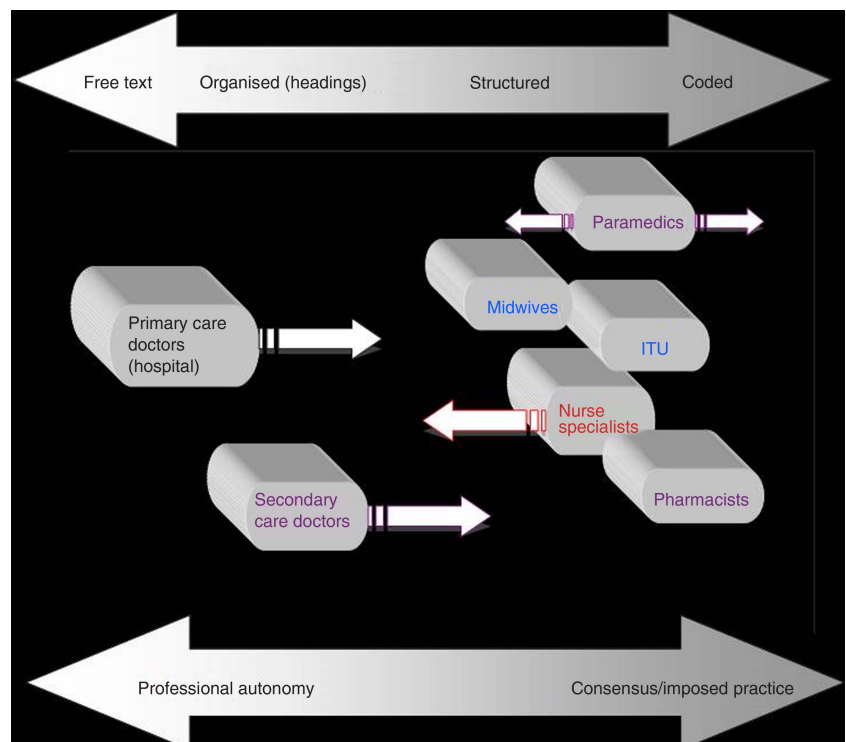 Free text
Organised (headings)
Structured
Coded
Paramedics
Midwives
Primary care
doctors
(hospital)
ITU
Nurse
specialists
Secondary
care doctors
Pharmacists
Professional autonomy
Consensus/imposed practice